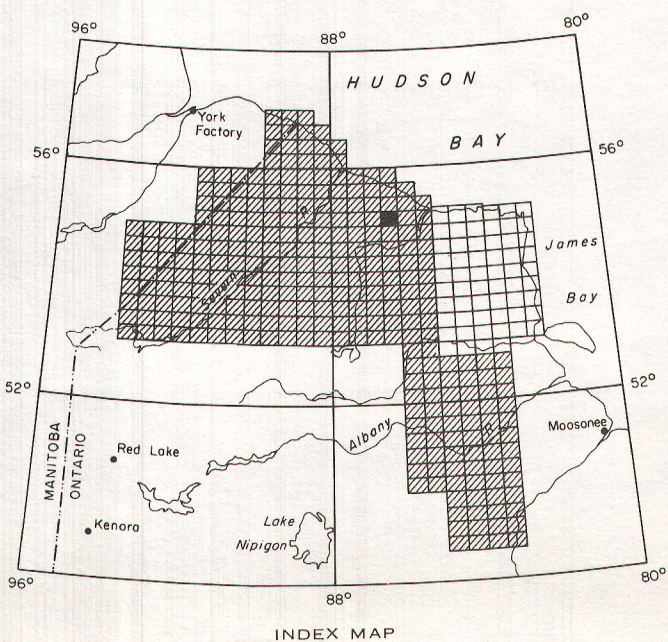 96°
88°
80°
HUDSON
BAY
York
Factory
56°
56°
James
Bay
Severn
R.
52°
52°
MANITOBA
ONTARIO
Red Lake
Albany
R.
Moosonee
Kenora
Lake
Nipigon
96°
88°
80°
INDEX MAP